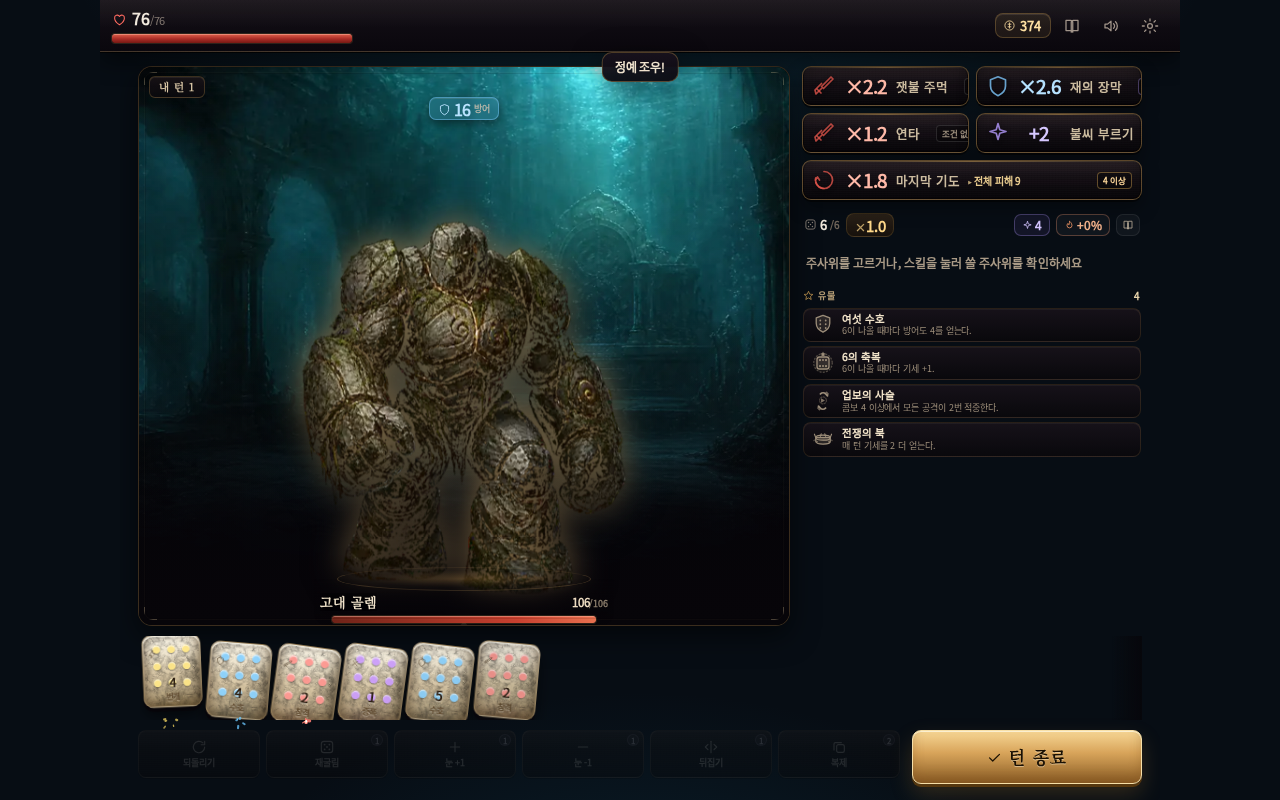 76/76
374
정예 조우!
내 턴 1
16 방어
×2.2 잿불 주먹
×2.6 재의 장막
×1.2 연타 조건 없
+2 불씨 부르기
×1.8 마지막 기도 ▸전체 피해 9 4 이상
6/6 ×1.0 4 +0%
주사위를 고르거나, 스킬을 눌러 쓸 주사위를 확인하세요
유물 4
여섯 수호
6이 나올 때마다 방어도 4를 얻는다.
6의 축복
6이 나올 때마다 기세 +1.
업보의 사슬
콤보 4 이상에서 모든 공격이 2번 적중한다.
전쟁의 북
매 턴 기세를 2 더 얻는다.
고대 골렘 106/106
4 4 2 1 5 2
1 1 1 1 2
되돌리기 재굴림 눈 +1 눈 -1 뒤집기 복제
턴 종료